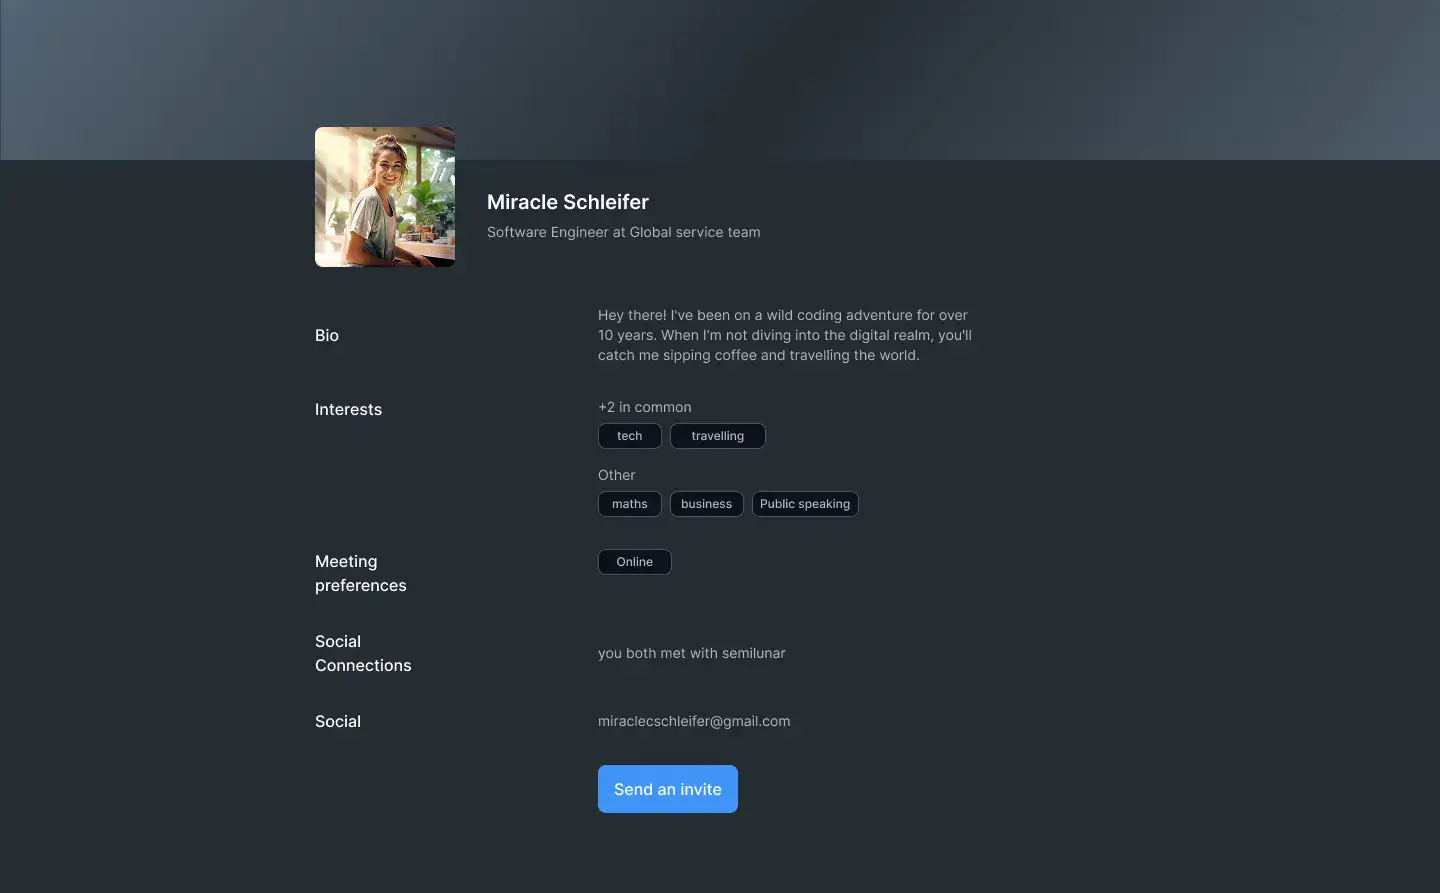 Miracle Schleifer
Software Engineer at Global service team
Bio
Hey there! I've been on a wild coding adventure for over
10 years. When I'm not diving into the digital realm, you'll
catch me sipping coffee and travelling the world.
Interests
+2 in common
tech
travelling
Other
maths
business
Public speaking
Meeting
preferences
Online
Social
Connections
you both met with semilunar
Social
miraclecschleifer@gmail.com
Send an invite